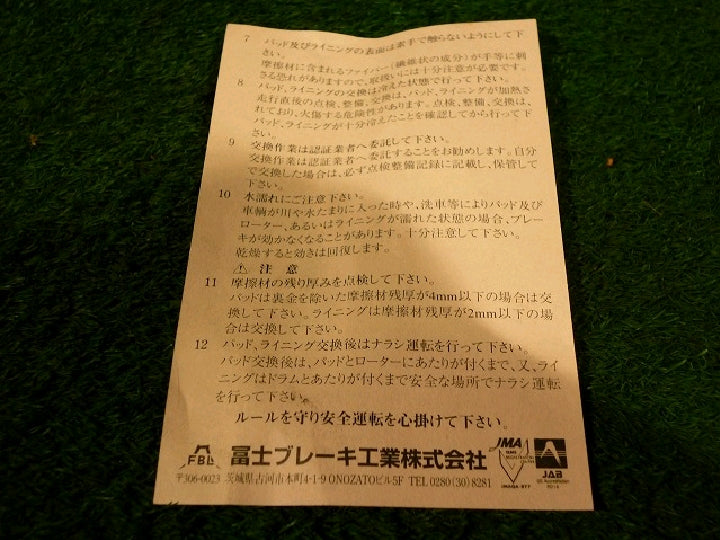 7 パッド及びライニングの表面は素手で触らないようにして下
さい。
摩擦材に含まれるファイバー(繊維状の成分)が手等に刺
さる恐れがありますので、取扱いには十分注意が必要です。
8 パッド、ライニングの交換は冷えた状態で行って下さい。
走行直後の点検、整備、交換は、パッド、ライニングが加熱さ
れており、火傷する危険性があります。点検、整備、交換は、
パッド、ライニングが十分冷えたことを確認してから行って下
さい。
9 交換作業は認証業者へ委託して下さい。
交換作業は認証業者へ委託することをお勧めします。自分
で交換した場合は、必ず点検整備記録に記載し、保管して
下さい。
10 水濡れにご注意下さい。
車輌が川や水たまりに入った時や、洗車等によりパッド及び
ローター、あるいはライニングが濡れた状態の場合、ブレー
キが効かなくなることがあります。十分注意して下さい。
乾燥すると効きは回復します。
⚠ 注 意
11 摩擦材の残り厚みを点検して下さい。
パッドは裏金を除いた摩擦材残厚が4mm以下の場合は交
換して下さい。ライニングは摩擦材残厚が2mm以下の場
合は交換して下さい。
12 パッド、ライニング交換後はナラシ運転を行って下さい。
パッド交換後は、パッドとローターにあたりが付くまで、又、ライ
ニングはドラムとあたりが付くまで安全な場所でナラシ運転
を行って下さい。
ルールを守り安全運転を心掛けて下さい。
FBL 冨士ブレーキ工業株式会社 JMA JAB
〒306-0023 茨城県古河市本町4-1-9 ONOZATOビル5F TEL 0280(30)8281